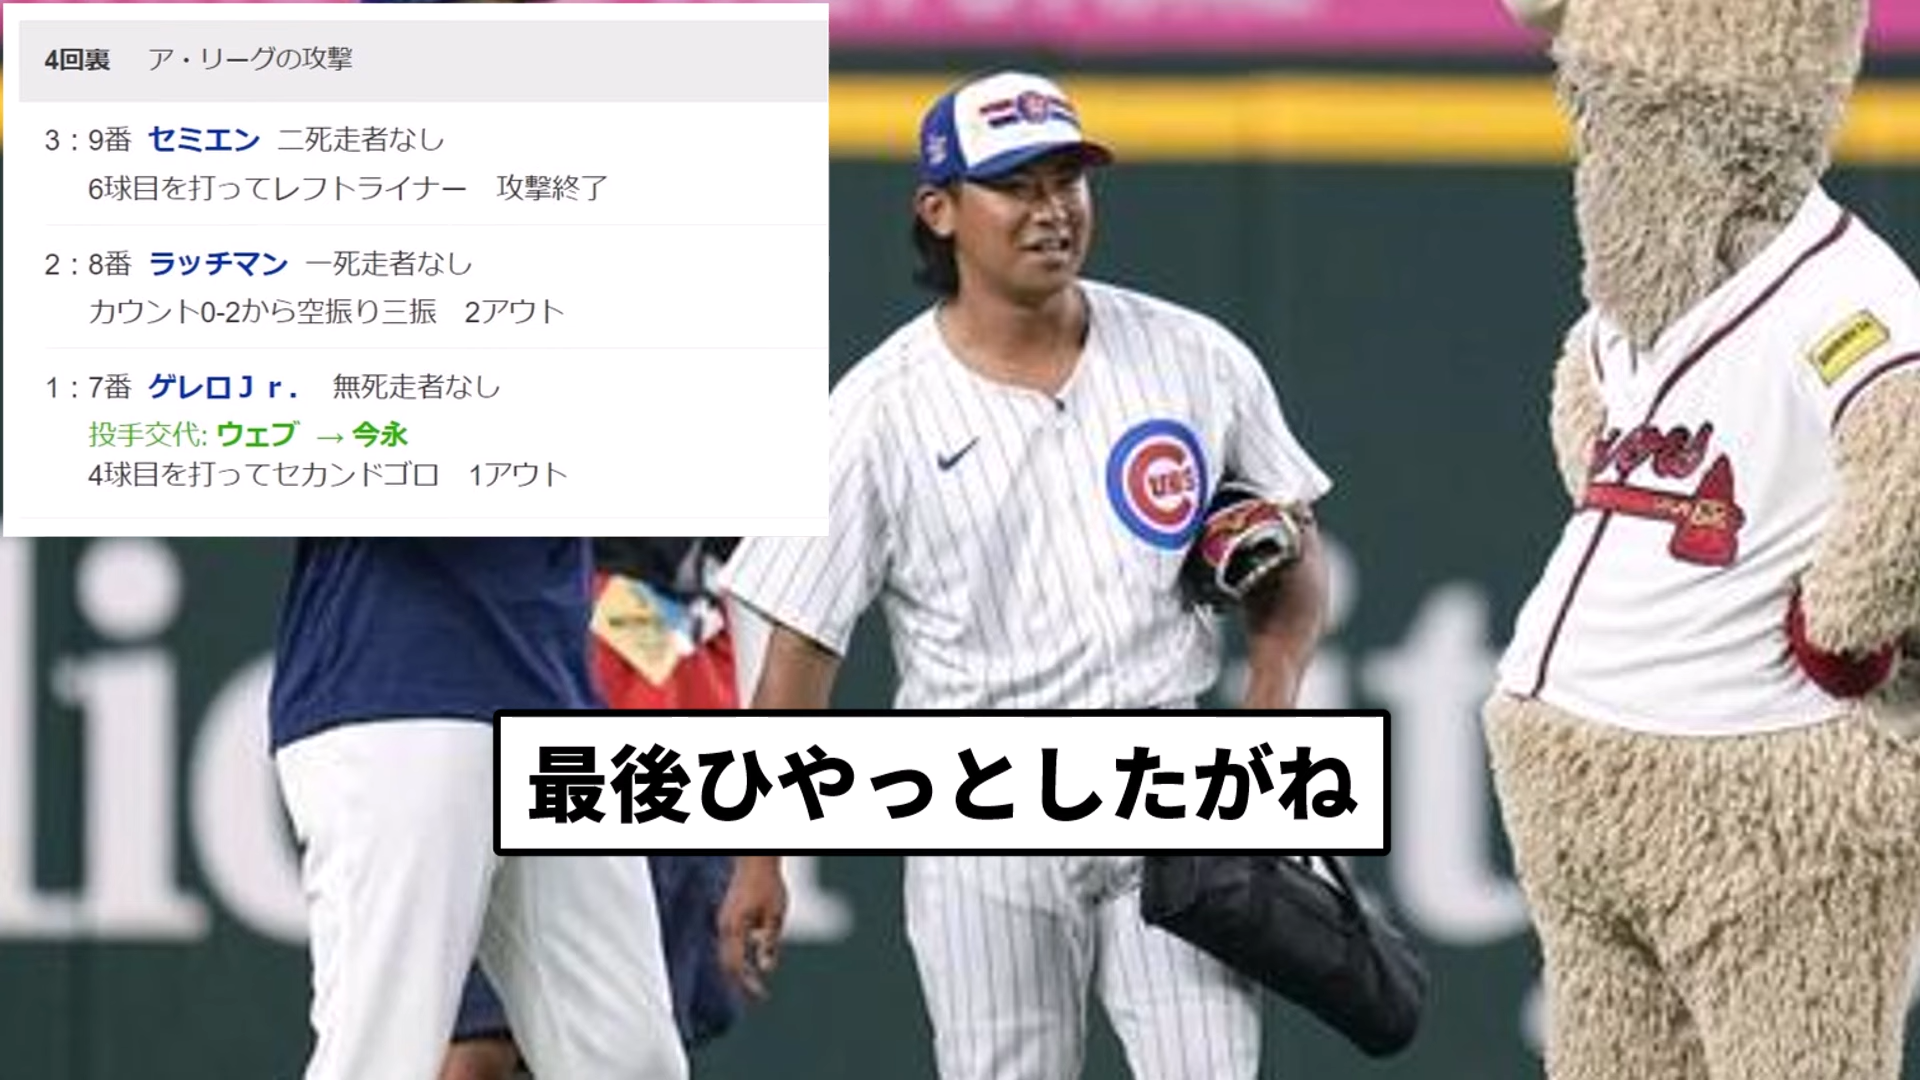 4回裏 ア・リーグの攻撃
3：9番 セミエン 二死走者なし
6球目を打ってレフトライナー 攻撃終了
2：8番 ラッチマン 一死走者なし
カウント0-2から空振り三振 2アウト
1：7番 ゲレロＪｒ． 無死走者なし
投手交代: ウェブ → 今永
4球目を打ってセカンドゴロ 1アウト
CUBS
最後ひやっとしたがね